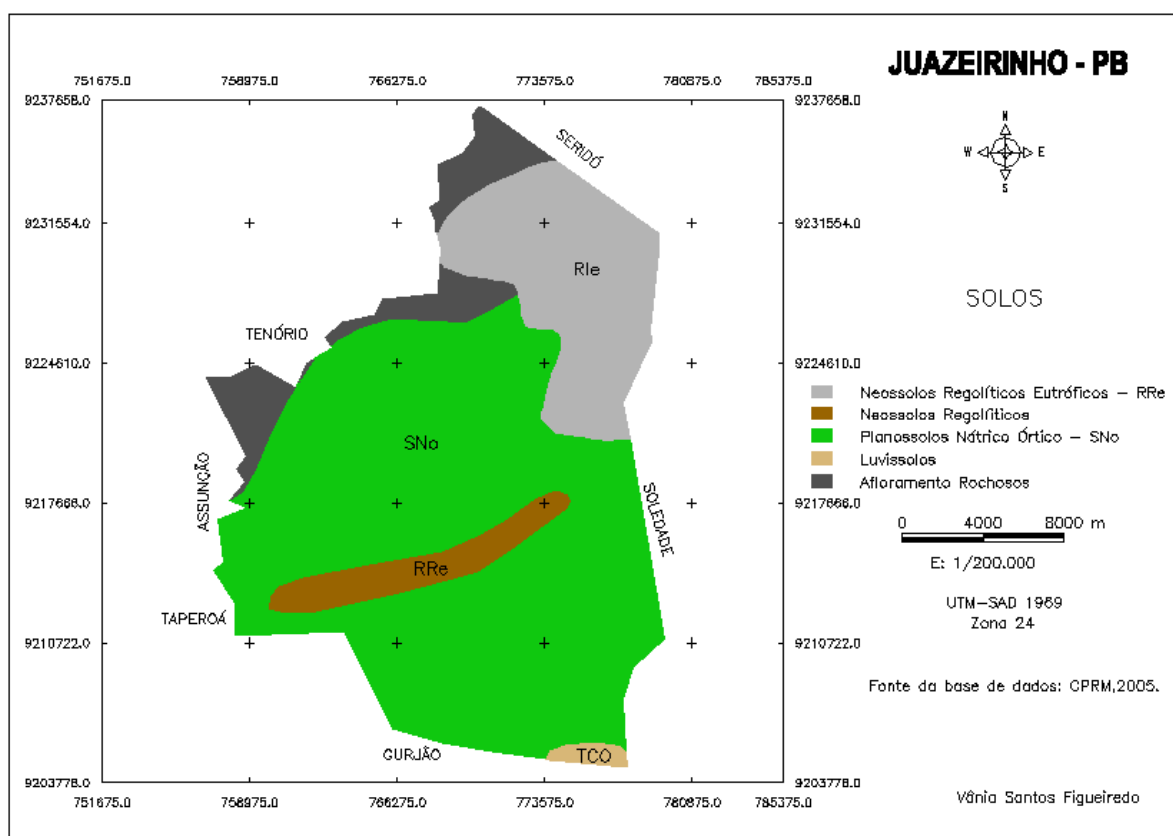 JUAZEIRINHO - PB
751675.0 758975.0 766275.0 773575.0 780875.0 785375.0
9237658.0 9237658.0
N
W E
S
SERIDÓ
9231554.0 9231554.0
RIe
SOLOS
TENÓRIO
9224610.0 9224610.0
Neossolos Regolíticos Eutróficos - RRe
Neossolos Regolíticos
Planossolos Nátrico Órtico - SNo
Luvissolos
Afloramento Rochosos
SNo
ASSUNÇÃO
SOLEDADE
9217666.0 9217666.0
0 4000 8000 m
E: 1/200.000
RRe
UTM-SAD 1969
Zona 24
TAPEROÁ
9210722.0 9210722.0
Fonte da base de dados: CPRM,2005.
GURJÃO
TCO
9203778.0 9203778.0
751675.0 758975.0 766275.0 773575.0 780875.0 785375.0
Vânia Santos Figueiredo